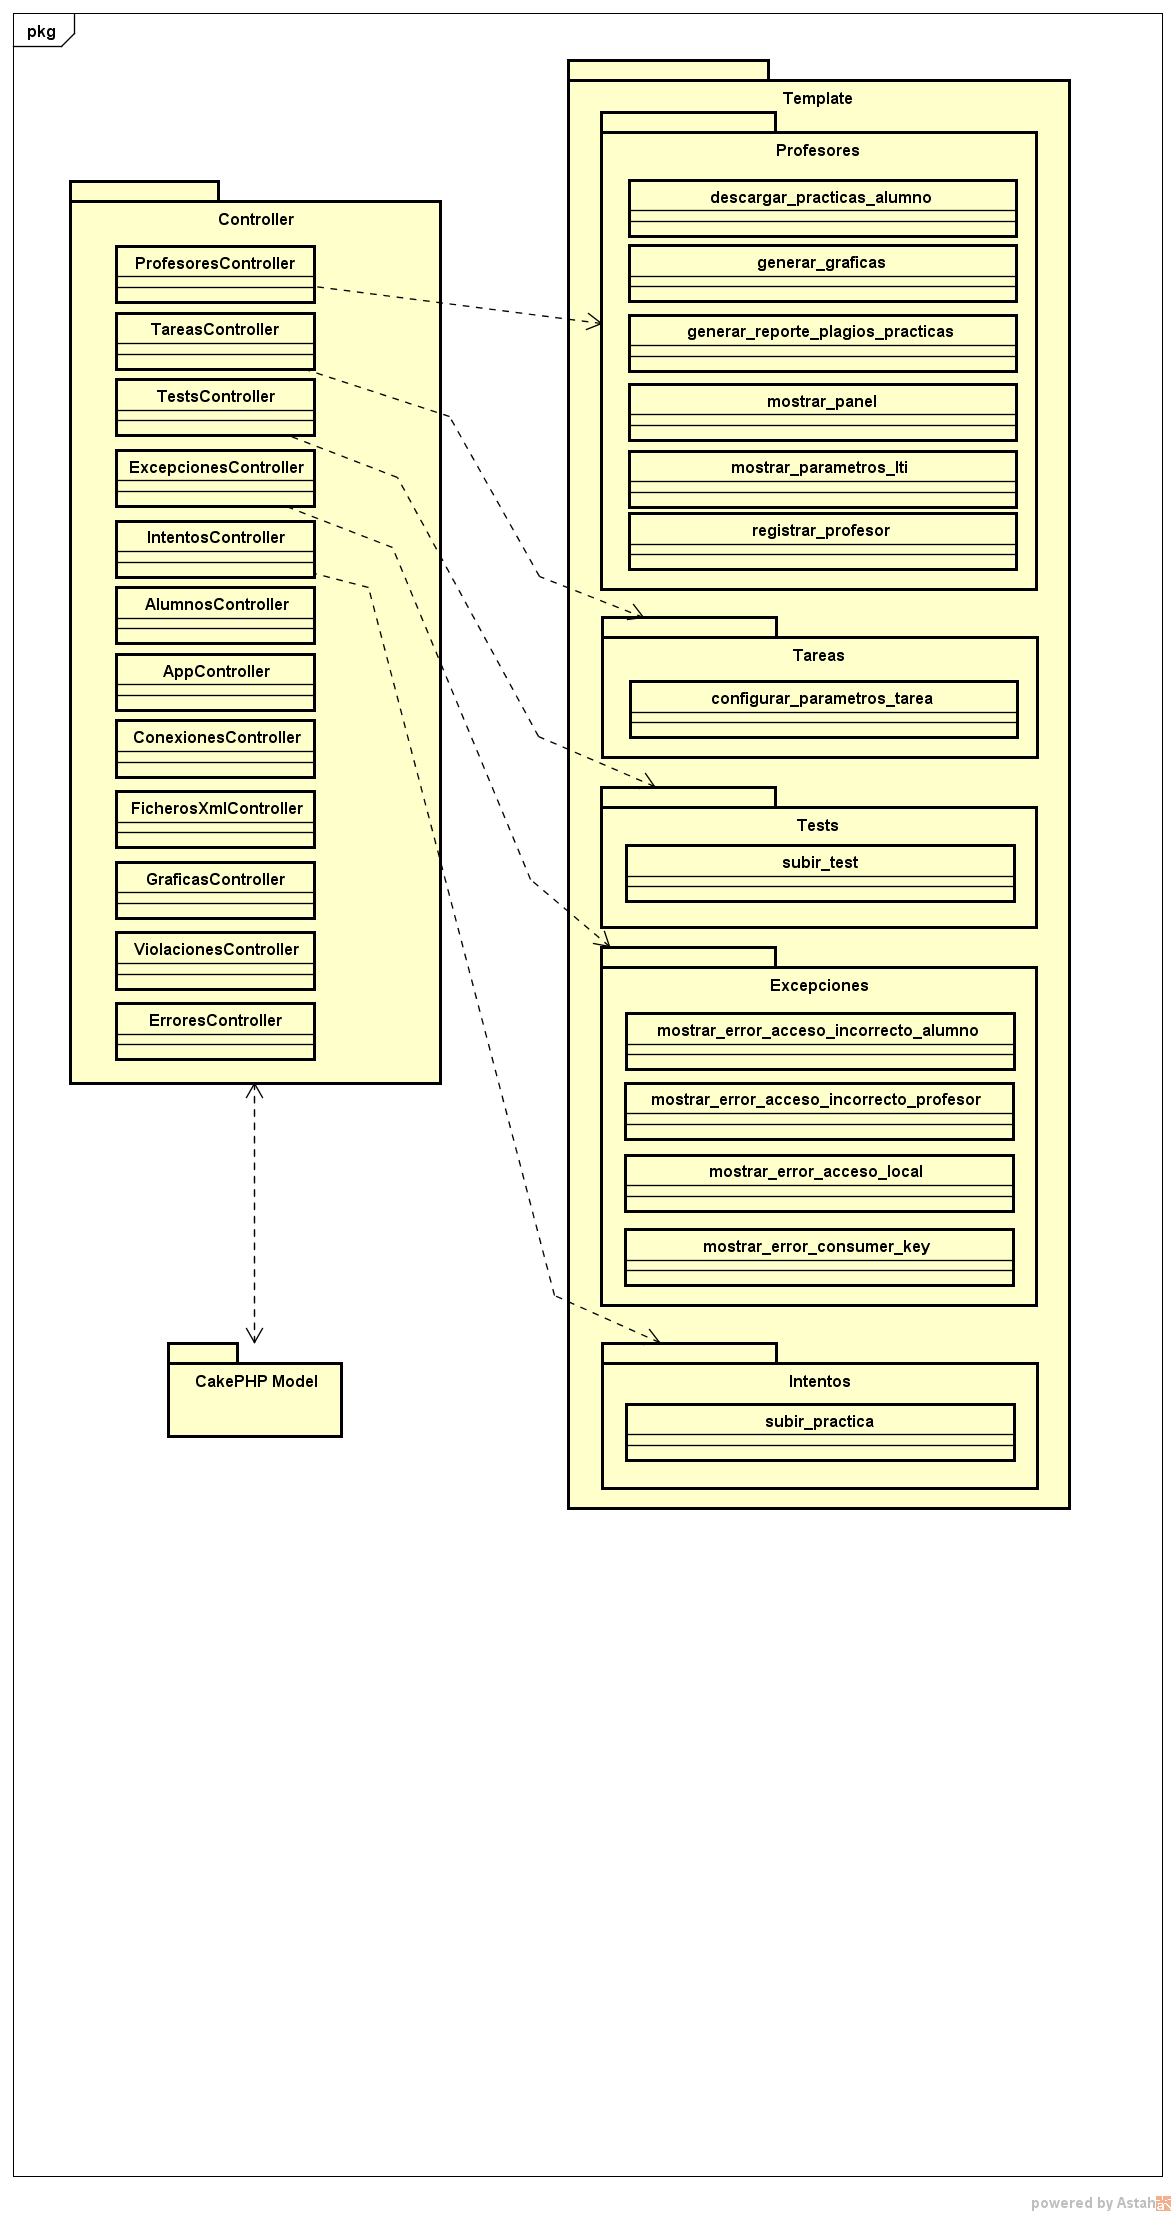 pkg
Controller
ProfesoresController
TareasController
TestsController
ExcepcionesController
IntentosController
AlumnosController
AppController
ConexionesController
FicherosXmlController
GraficasController
ViolacionesController
ErroresController
CakePHP Model
Template
Profesores
descargar_practicas_alumno
generar_graficas
generar_reporte_plagios_practicas
mostrar_panel
mostrar_parametros_lti
registrar_profesor
Tareas
configurar_parametros_tarea
Tests
subir_test
Excepciones
mostrar_error_acceso_incorrecto_alumno
mostrar_error_acceso_incorrecto_profesor
mostrar_error_acceso_local
mostrar_error_consumer_key
Intentos
subir_practica
powered by Astah